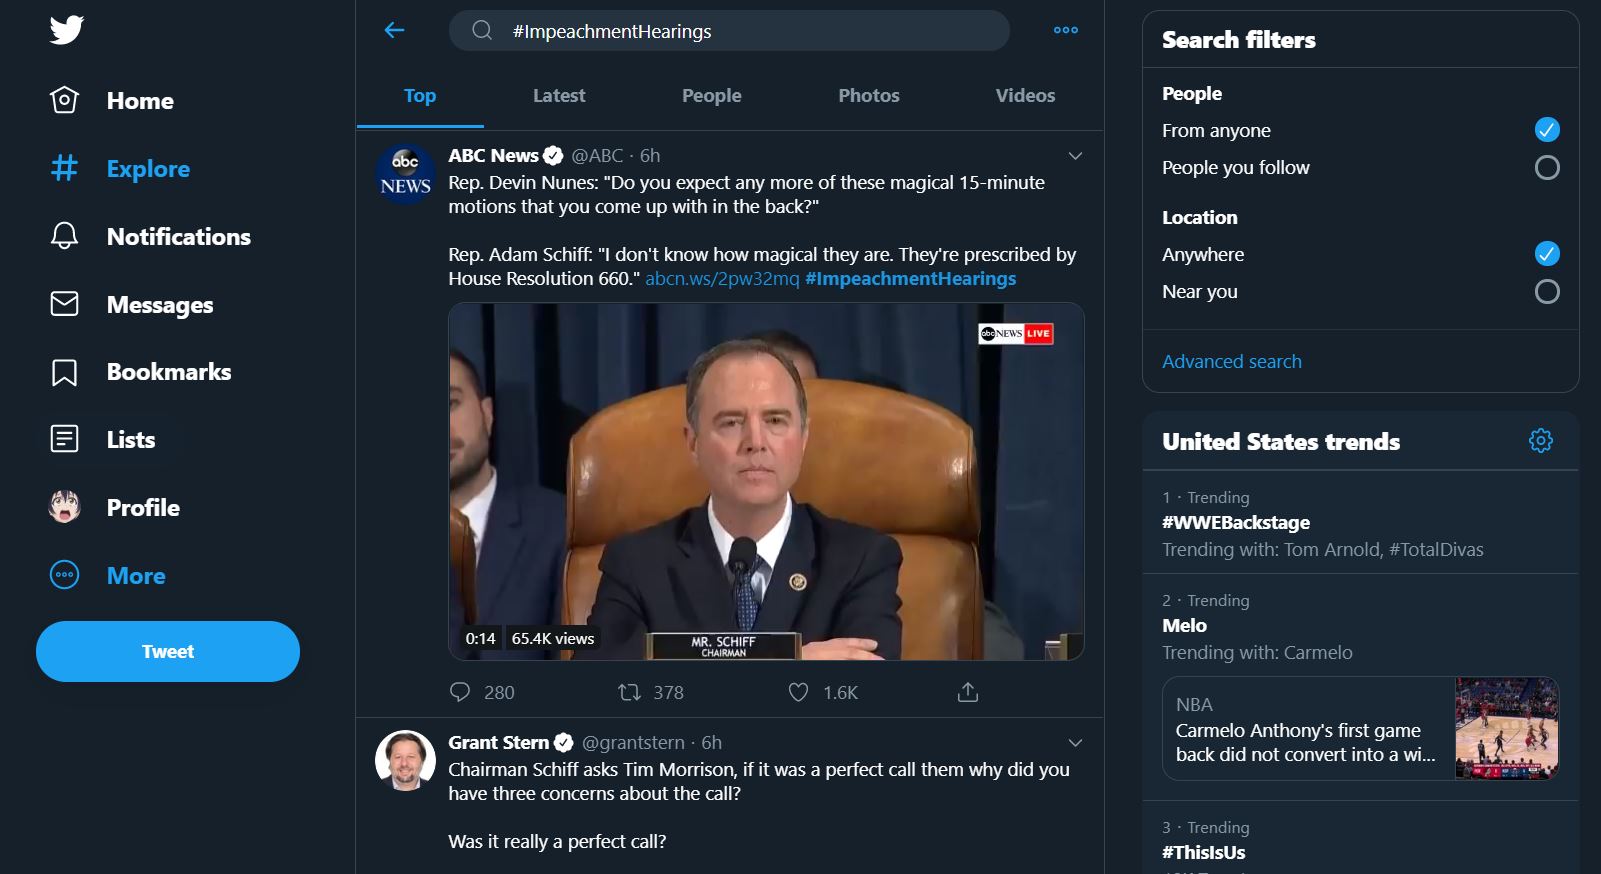 Home
Explore
Notifications
Messages
Bookmarks
Lists
Profile
More
Tweet
#ImpeachmentHearings
Top Latest People Photos Videos
abc NEWS
ABC News @ABC · 6h
Rep. Devin Nunes: "Do you expect any more of these magical 15-minute
motions that you come up with in the back?"
Rep. Adam Schiff: "I don't know how magical they are. They're prescribed by
House Resolution 660." abcn.ws/2pw32mq #ImpeachmentHearings
abc NEWS LIVE
0:14 65.4K views
MR. SCHIFF
CHAIRMAN
280 378 1.6K
Grant Stern @grantstern · 6h
Chairman Schiff asks Tim Morrison, if it was a perfect call them why did you
have three concerns about the call?
Was it really a perfect call?
Search filters
People
From anyone
People you follow
Location
Anywhere
Near you
Advanced search
United States trends
1 · Trending
#WWEBackstage
Trending with: Tom Arnold, #TotalDivas
2 · Trending
Melo
Trending with: Carmelo
NBA
Carmelo Anthony's first game
back did not convert into a wi...
3 · Trending
#ThisIsUs